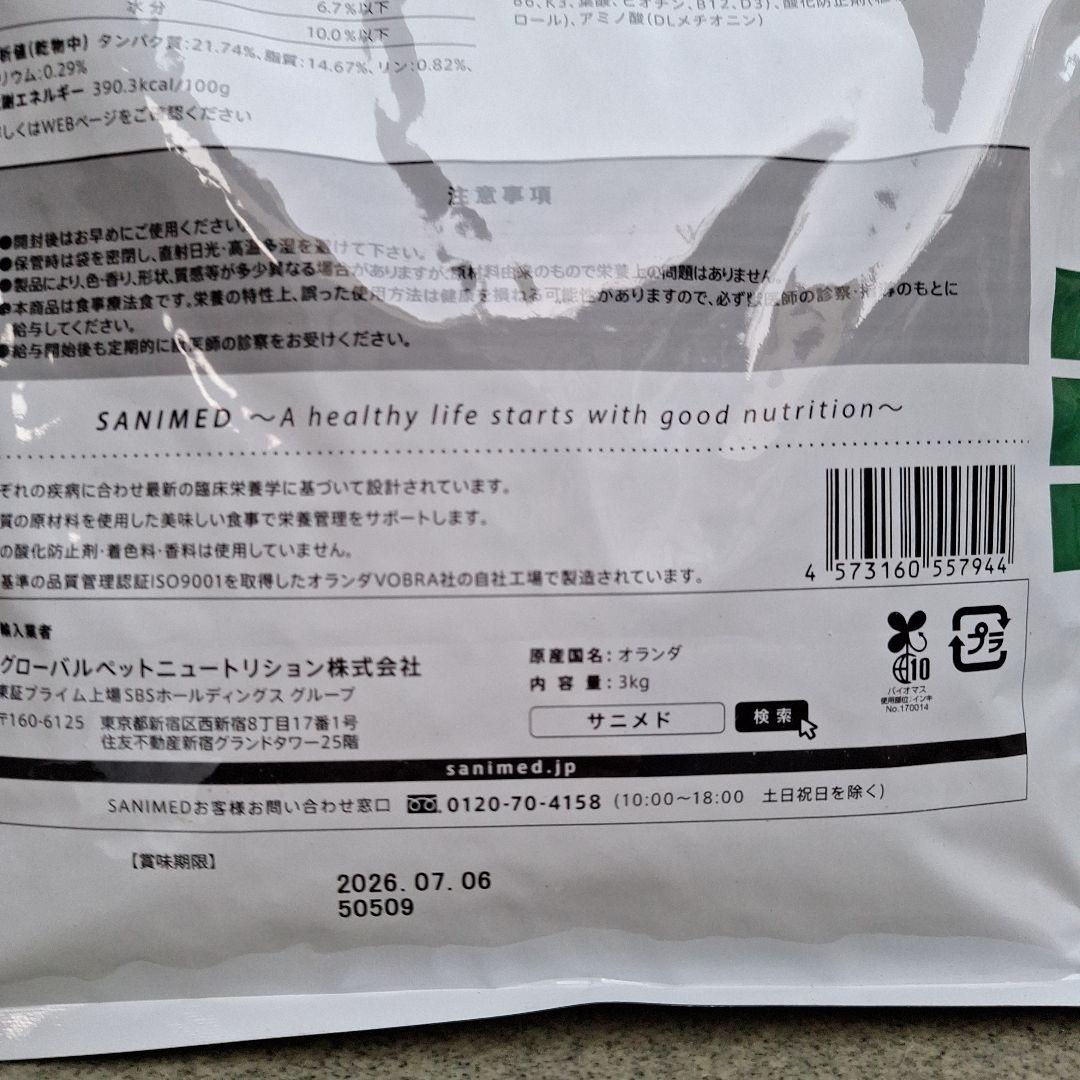 水分
6.7%以下
10.0%以下
B6、K3、葉酸、ビオチン、B12、D3)、酸化防止剤
ロール)、アミノ酸(DLメチオニン)
析値(乾物中) タンパク質:21.74%、脂質:14.67%、リン:0.82%、
リウム:0.29%
謝エネルギー 390.3kcal/100g
しくはWEBページをご確認ください
注意事項
●開封後はお早めにご使用ください。
●保管時は袋を密閉し、直射日光・高温多湿を避けて下さい。
●製品により、色・香り、形状、質感等が多少異なる場合がありますが、原材料由来のもので栄養上の問題はありません。
●本商品は食事療法食です。栄養の特性上、誤った使用方法は健康を損ねる可能性がありますので、必ず獣医師の診察・指導のもとに
給与してください。
●給与開始後も定期的に獣医師の診察をお受けください。
SANIMED ～A healthy life starts with good nutrition～
ぞれの疾病に合わせ最新の臨床栄養学に基づいて設計されています。
質の原材料を使用した美味しい食事で栄養管理をサポートします。
の酸化防止剤・着色料・香料は使用していません。
基準の品質管理認証ISO9001を取得したオランダVOBRA社の自社工場で製造されています。
4 573160 557944
輸入業者
グローバルペットニュートリション株式会社
東証プライム上場SBSホールディングス グループ
〒160-6125 東京都新宿区西新宿8丁目17番1号
住友不動産新宿グランドタワー25階
原産国名:オランダ
内容量:3kg
サニメド 検索
10
バイオマス
使用部位:インキ
No.170014
プラ
sanimed.jp
SANIMEDお客様お問い合わせ窓口 0120-70-4158 (10:00～18:00 土日祝日を除く)
【賞味期限】
2026.07.06
50509